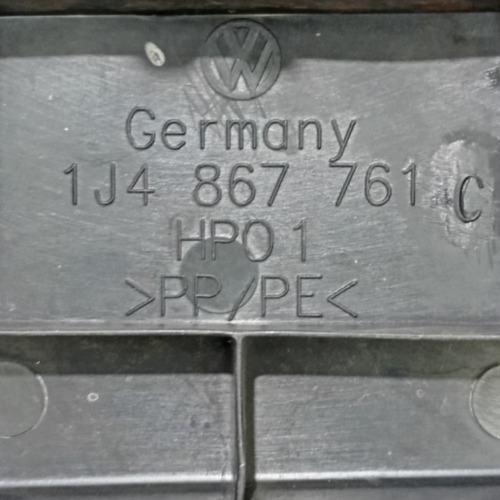 Germany
1J4 867 761 C
HP01
>PP/PE<